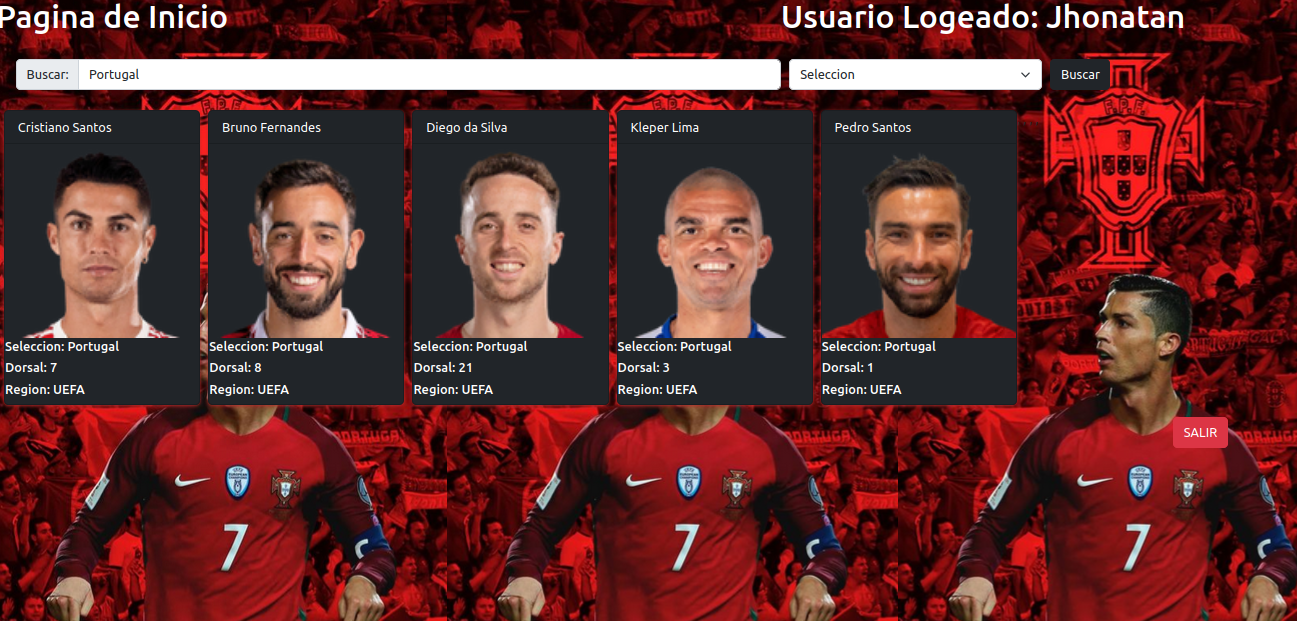 Pagina de Inicio
Usuario Logeado: Jhonatan
Buscar:
Portugal
Seleccion
Buscar
Cristiano Santos
Seleccion: Portugal
Dorsal: 7
Region: UEFA
Bruno Fernandes
Seleccion: Portugal
Dorsal: 8
Region: UEFA
Diego da Silva
Seleccion: Portugal
Dorsal: 21
Region: UEFA
Kleper Lima
Seleccion: Portugal
Dorsal: 3
Region: UEFA
Pedro Santos
Seleccion: Portugal
Dorsal: 1
Region: UEFA
SALIR
7
7
7